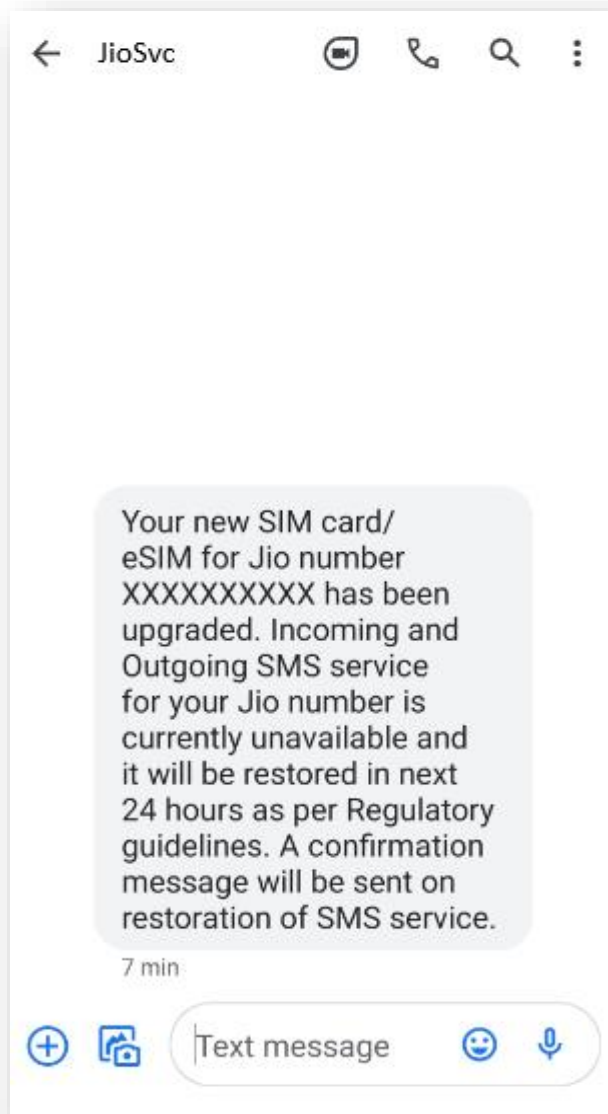 JioSvc
Your new SIM card/
eSIM for Jio number
XXXXXXXXXX has been
upgraded. Incoming and
Outgoing SMS service
for your Jio number is
currently unavailable and
it will be restored in next
24 hours as per Regulatory
guidelines. A confirmation
message will be sent on
restoration of SMS service.
7 min
Text message